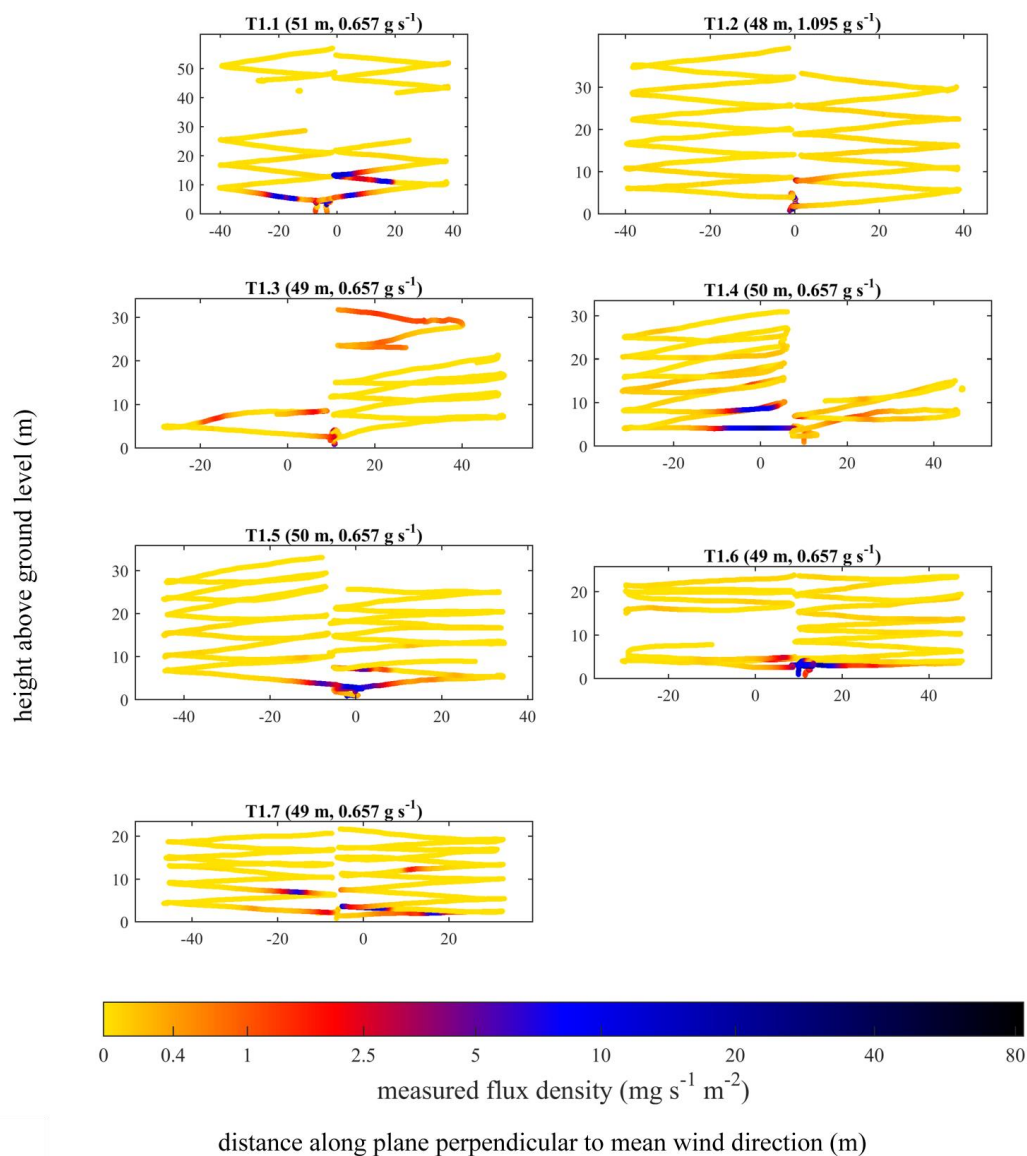 T1.1 (51 m, 0.657 g s⁻¹)
50
40
30
20
10
0
-40 -20 0 20 40
T1.2 (48 m, 1.095 g s⁻¹)
30
20
10
0
-40 -20 0 20 40
T1.3 (49 m, 0.657 g s⁻¹)
30
20
10
0
-20 0 20 40
T1.4 (50 m, 0.657 g s⁻¹)
30
20
10
0
-20 0 20 40
T1.5 (50 m, 0.657 g s⁻¹)
30
20
10
0
-40 -20 0 20 40
T1.6 (49 m, 0.657 g s⁻¹)
20
10
0
-20 0 20 40
T1.7 (49 m, 0.657 g s⁻¹)
20
10
0
-40 -20 0 20
height above ground level (m)
0 0.4 1 2.5 5 10 20 40 80
measured flux density (mg s⁻¹ m⁻²)
distance along plane perpendicular to mean wind direction (m)